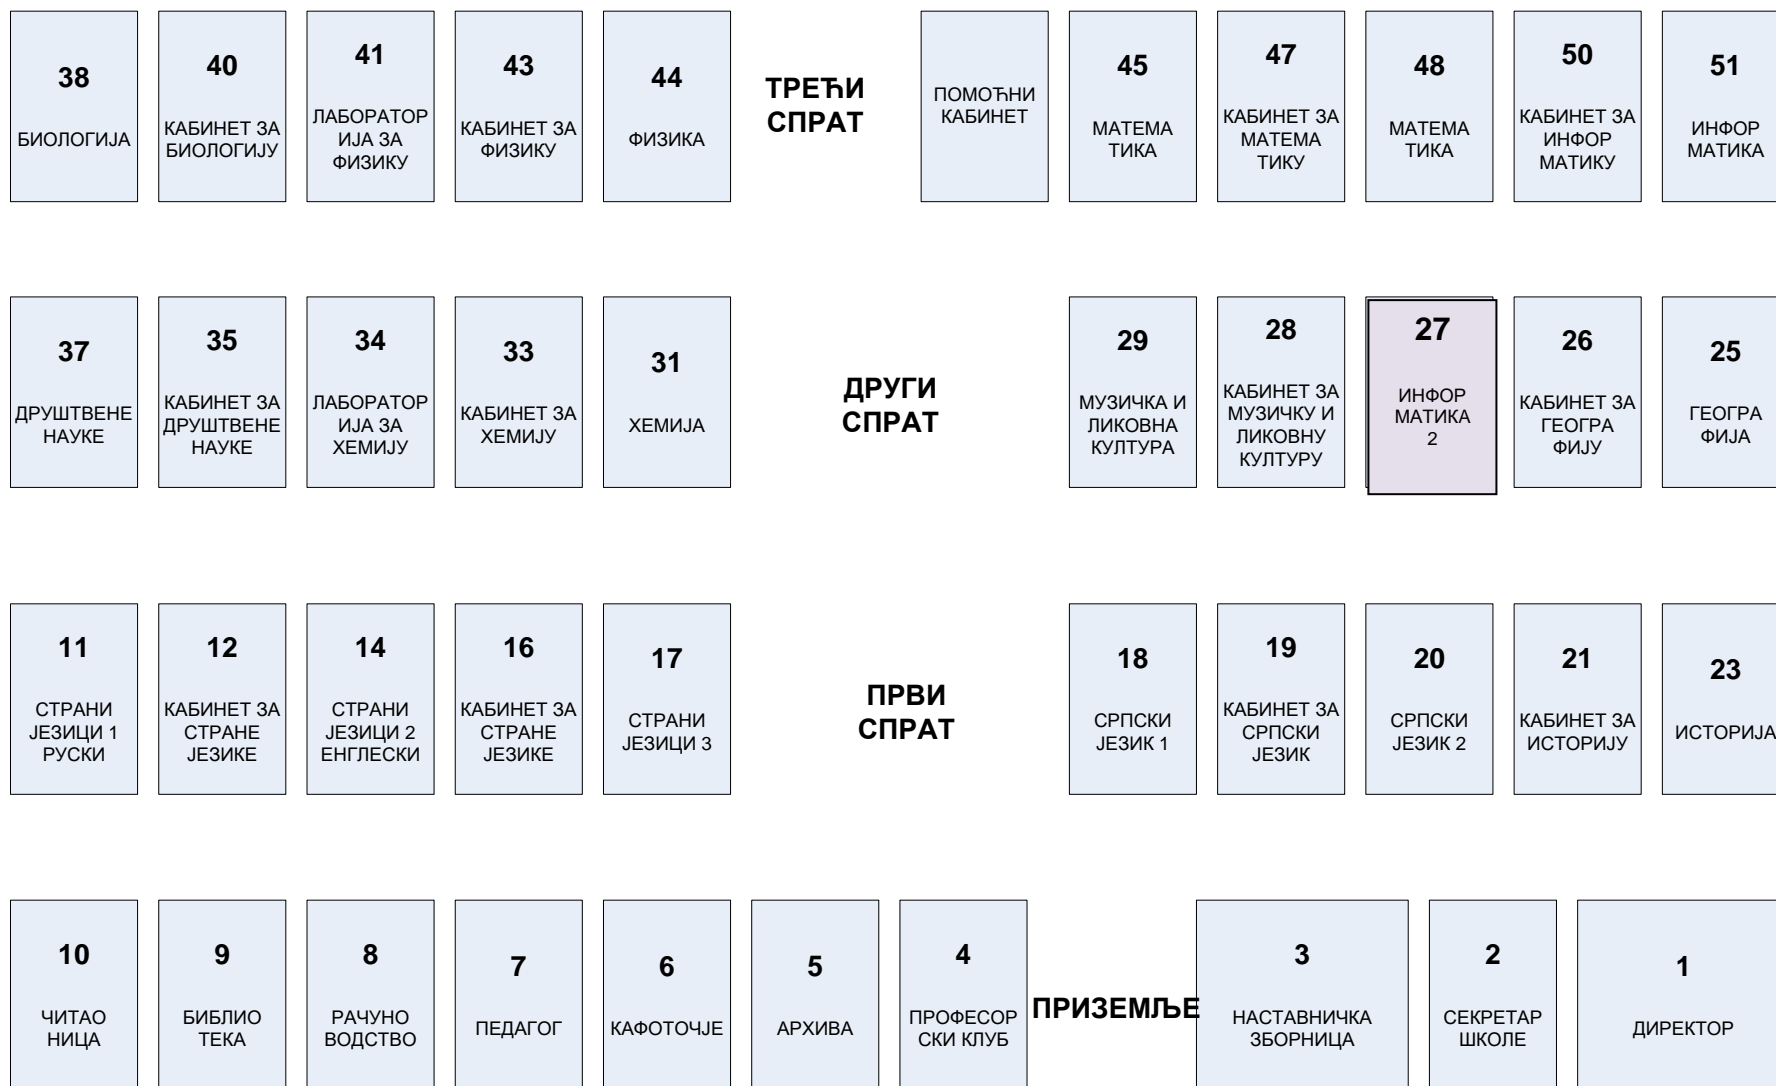 38
БИОЛОГИЈА
40
КАБИНЕТ ЗА
БИОЛОГИЈУ
41
ЛАБОРАТОР
ИЈА ЗА
ФИЗИКУ
43
КАБИНЕТ ЗА
ФИЗИКУ
44
ФИЗИКА
ТРЕЋИ
СПРАТ
ПОМОЋНИ
КАБИНЕТ
45
МАТЕМА
ТИКА
47
КАБИНЕТ ЗА
МАТЕМА
ТИКУ
48
МАТЕМА
ТИКА
50
КАБИНЕТ ЗА
ИНФОР
МАТИКУ
51
ИНФОР
МАТИКА
37
ДРУШТВЕНЕ
НАУКЕ
35
КАБИНЕТ ЗА
ДРУШТВЕНЕ
НАУКЕ
34
ЛАБОРАТОР
ИЈА ЗА
ХЕМИЈУ
33
КАБИНЕТ ЗА
ХЕМИЈУ
31
ХЕМИЈА
ДРУГИ
СПРАТ
29
МУЗИЧКА И
ЛИКОВНА
КУЛТУРА
28
КАБИНЕТ ЗА
МУЗИЧКУ И
ЛИКОВНУ
КУЛТУРУ
27
ИНФОР
МАТИКА
2
26
КАБИНЕТ ЗА
ГЕОГРА
ФИЈУ
25
ГЕОГРА
ФИЈА
11
СТРАНИ
ЈЕЗИЦИ 1
РУСКИ
12
КАБИНЕТ ЗА
СТРАНЕ
ЈЕЗИКЕ
14
СТРАНИ
ЈЕЗИЦИ 2
ЕНГЛЕСКИ
16
КАБИНЕТ ЗА
СТРАНЕ
ЈЕЗИКЕ
17
СТРАНИ
ЈЕЗИЦИ 3
ПРВИ
СПРАТ
18
СРПСКИ
ЈЕЗИК 1
19
КАБИНЕТ ЗА
СРПСКИ
ЈЕЗИК
20
СРПСКИ
ЈЕЗИК 2
21
КАБИНЕТ ЗА
ИСТОРИЈУ
23
ИСТОРИЈА
10
ЧИТАО
НИЦА
9
БИБЛИО
ТЕКА
8
РАЧУНО
ВОДСТВО
7
ПЕДАГОГ
6
КАФОТОЧЈЕ
5
АРХИВА
4
ПРОФЕСОР
СКИ КЛУБ
ПРИЗЕМЉЕ
3
НАСТАВНИЧКА
ЗБОРНИЦА
2
СЕКРЕТАР
ШКОЛЕ
1
ДИРЕКТОР